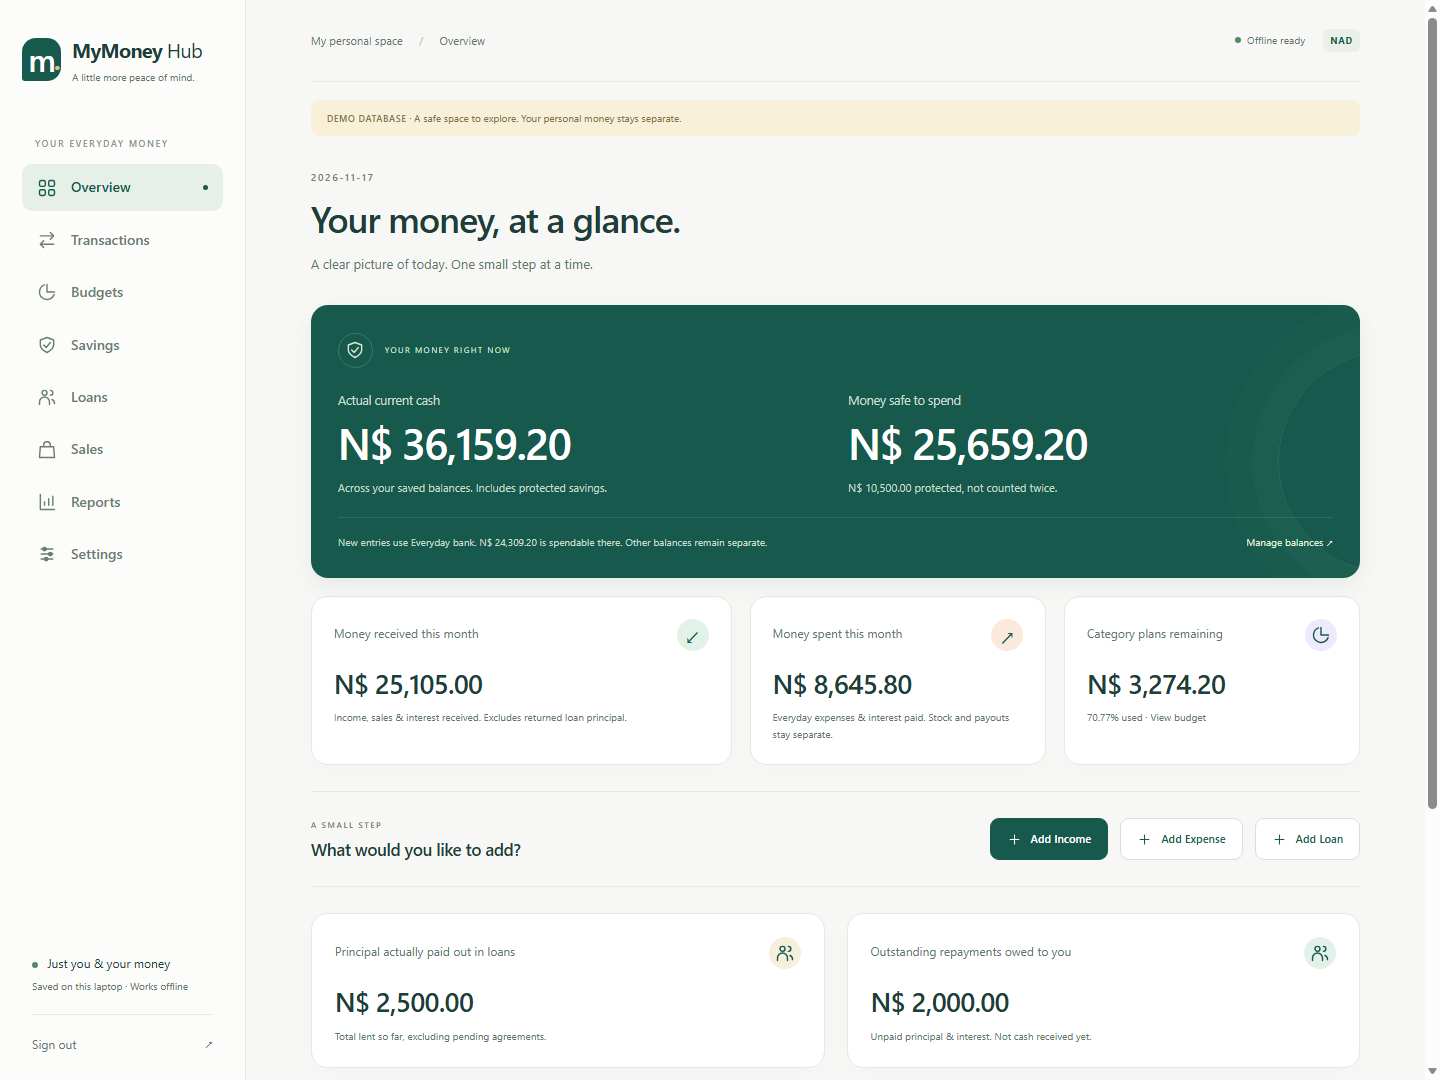 m.
MyMoney Hub
A little more peace of mind.
YOUR EVERYDAY MONEY
Overview
Transactions
Budgets
Savings
Loans
Sales
Reports
Settings
Just you & your money
Saved on this laptop · Works offline
Sign out ↗
My personal space / Overview
Offline ready
NAD
DEMO DATABASE · A safe space to explore. Your personal money stays separate.
2026-11-17
Your money, at a glance.
A clear picture of today. One small step at a time.
YOUR MONEY RIGHT NOW
Actual current cash
N$ 36,159.20
Across your saved balances. Includes protected savings.
Money safe to spend
N$ 25,659.20
N$ 10,500.00 protected, not counted twice.
New entries use Everyday bank. N$ 24,309.20 is spendable there. Other balances remain separate.
Manage balances ↗
Money received this month
N$ 25,105.00
Income, sales & interest received. Excludes returned loan principal.
Money spent this month
N$ 8,645.80
Everyday expenses & interest paid. Stock and payouts
stay separate.
Category plans remaining
N$ 3,274.20
70.77% used · View budget
A SMALL STEP
What would you like to add?
+ Add Income
+ Add Expense
+ Add Loan
Principal actually paid out in loans
N$ 2,500.00
Total lent so far, excluding pending agreements.
Outstanding repayments owed to you
N$ 2,000.00
Unpaid principal & interest. Not cash received yet.